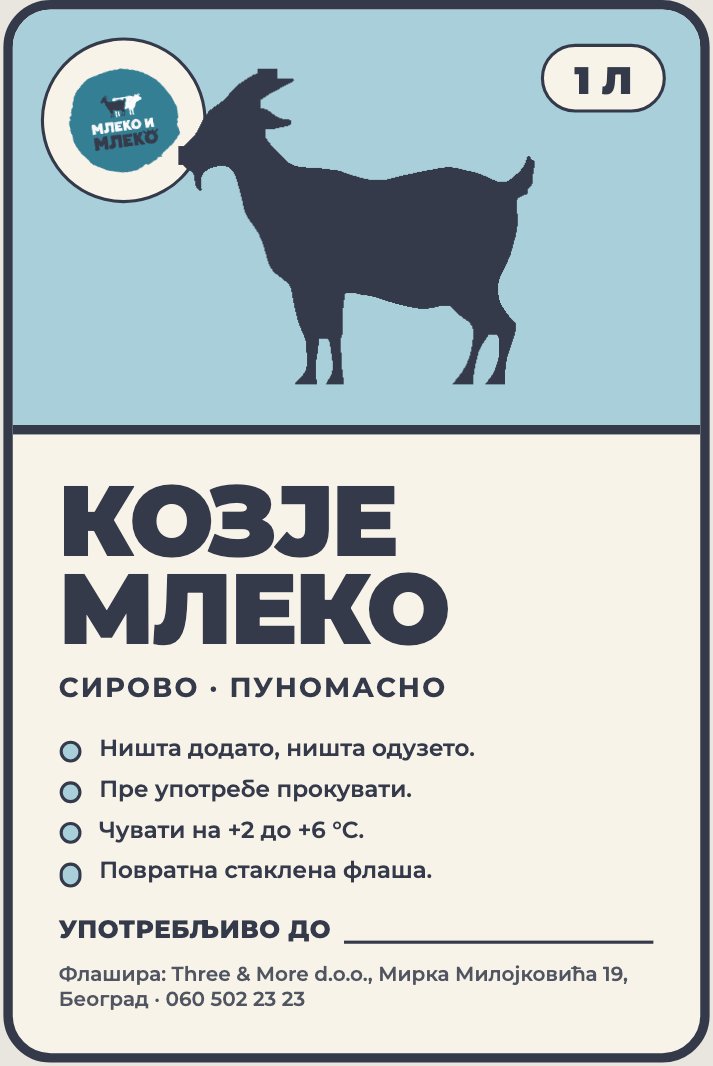 МЛЕКО И
МЛЕКО
1 Л
КОЗЈЕ
МЛЕКО
СИРОВО · ПУНОМАСНО
Ништа додато, ништа одузето.
Пре употребе прокувати.
Чувати на +2 до +6 °C.
Повратна стаклена флаша.
УПОТРЕБЉИВО ДО
Флашира: Three & More d.o.o., Мирка Милојковића 19,
Београд · 060 502 23 23